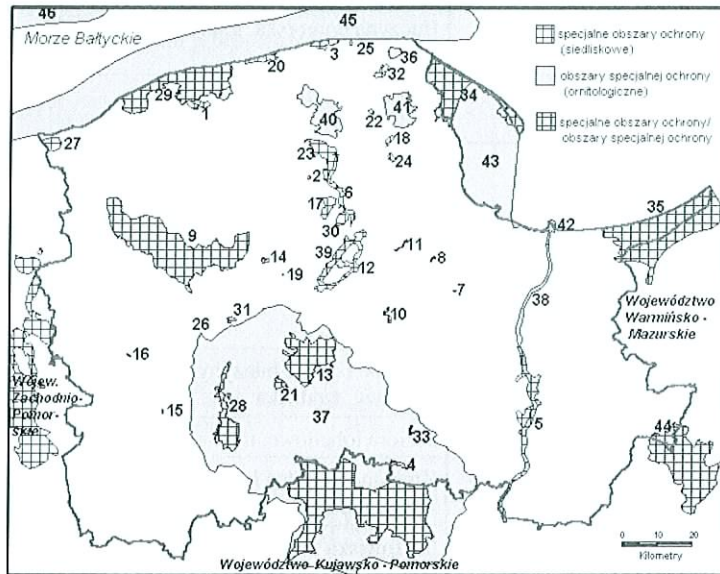 46
45
Morze Bałtyckie
3
25
36
20
32
29
1
40
22
41
34
18
27
23
24
43
2
6
17
30
35
9
39
11
42
14
8
12
19
7
38
10
26
31
Województwo
Warmińsko -
Mazurskie
16
13
Wojew.
Zachodnio-
Pomor-
skie
15
21
28
37
33
5
44
4
Województwo Kujawsko - Pomorskie
specjalne obszary ochrony
(siedliskowe)
obszary specjalnej ochrony
(ornitologiczne)
specjalne obszary ochrony/
obszary specjalnej ochrony
0 10 20
Kilometry